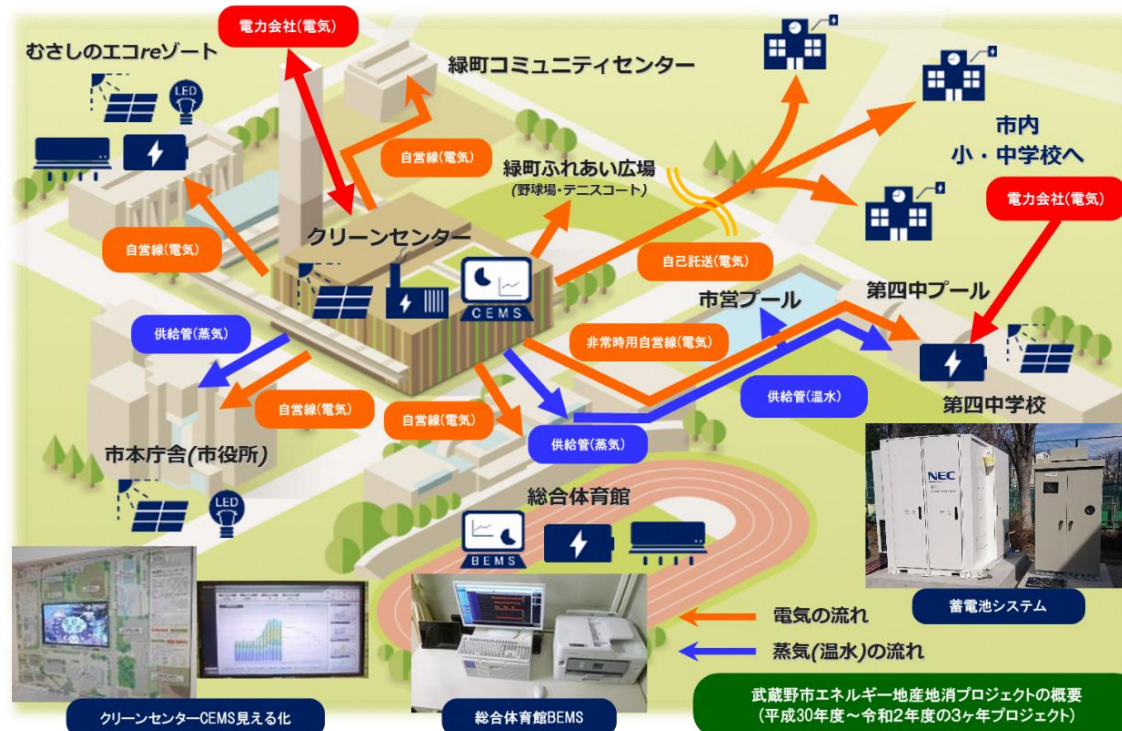 電力会社(電気)
むさしのエコreゾート
緑町コミュニティセンター
LED
自営線(電気)
市内
小・中学校へ
緑町ふれあい広場
(野球場・テニスコート)
電力会社(電気)
クリーンセンター
自営線(電気)
自己託送(電気)
CEMS
市営プール
第四中プール
供給管(蒸気)
非常時用自営線(電気)
自営線(電気)
自営線(電気)
供給管(温水)
供給管(蒸気)
第四中学校
市本庁舎(市役所)
LED
総合体育館
BEMS
NEC
蓄電池システム
電気の流れ
蒸気(温水)の流れ
クリーンセンターCEMS見える化
総合体育館BEMS
武蔵野市エネルギー地産地消プロジェクトの概要
(平成30年度～令和2年度の3ヶ年プロジェクト)